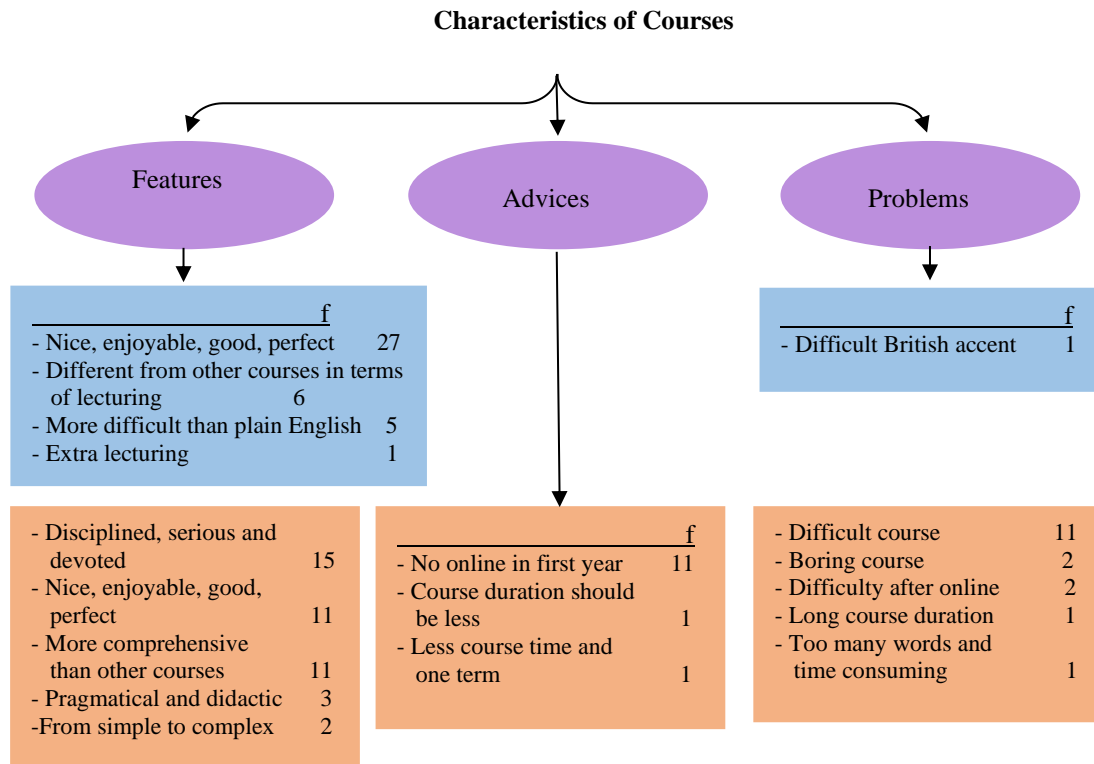 Characteristics of Courses
Features
Advices
Problems
f
- Nice, enjoyable, good, perfect 27
- Different from other courses in terms
of lecturing 6
- More difficult than plain English 5
- Extra lecturing 1
f
- Difficult British accent 1
- Disciplined, serious and
devoted 15
- Nice, enjoyable, good,
perfect 11
- More comprehensive
than other courses 11
- Pragmatical and didactic 3
-From simple to complex 2
f
- No online in first year 11
- Course duration should
be less 1
- Less course time and
one term 1
- Difficult course 11
- Boring course 2
- Difficulty after online 2
- Long course duration 1
- Too many words and
time consuming 1